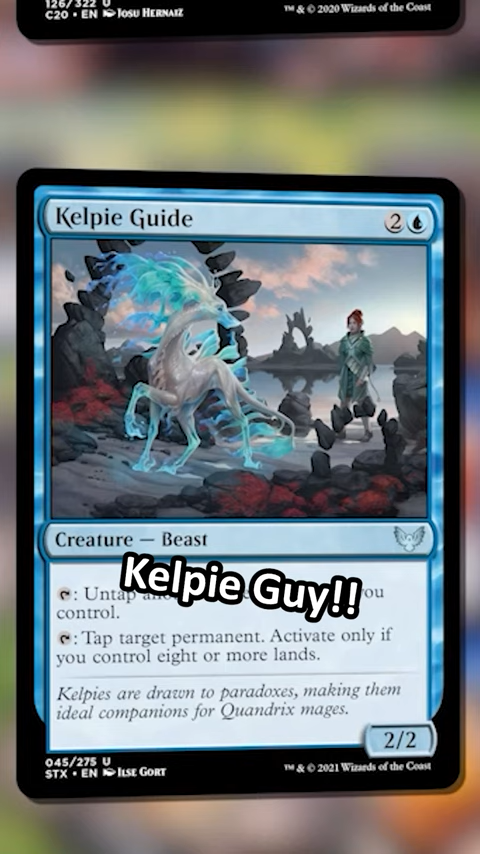 126/322 U
C20 • EN Josu Hernaiz
™ & © 2020 Wizards of the Coast
Kelpie Guide
2
Creature — Beast
Kelpie Guy!!
: Untap you
control.
: Tap target permanent. Activate only if
you control eight or more lands.
Kelpies are drawn to paradoxes, making them
ideal companions for Quandrix mages.
2/2
045/275 U
STX • EN Ilse Gort
™ & © 2021 Wizards of the Coast